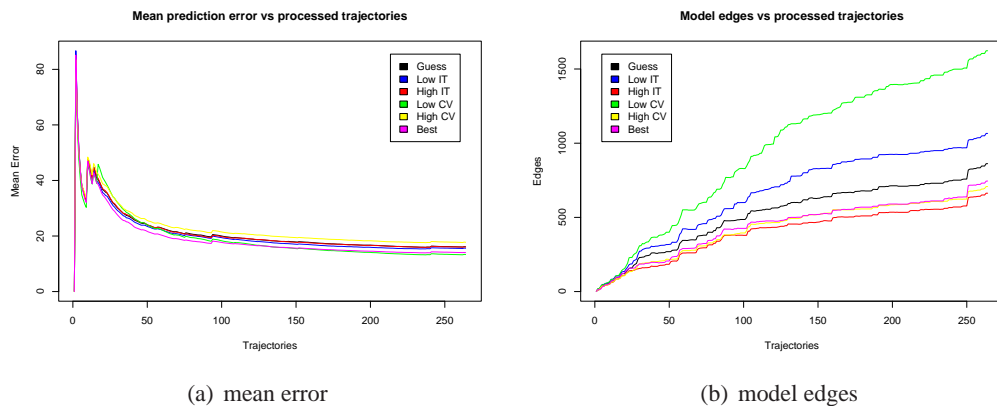 Mean prediction error vs processed trajectories
Mean Error
0
20
40
60
80
Guess
Low IT
High IT
Low CV
High CV
Best
0
50
100
150
200
250
Trajectories
(a) mean error
Model edges vs processed trajectories
Edges
0
500
1000
1500
Guess
Low IT
High IT
Low CV
High CV
Best
0
50
100
150
200
250
Trajectories
(b) model edges